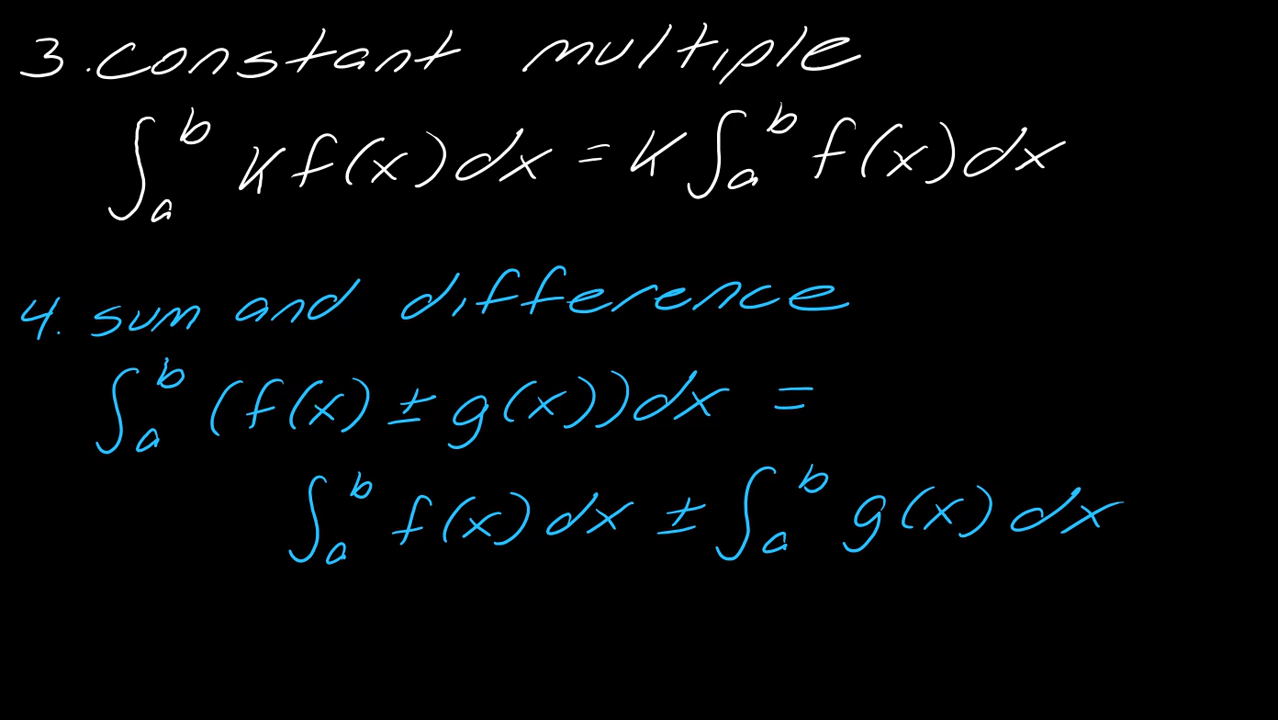 3. constant multiple
∫_a^b kf(x)dx = k∫_a^b f(x)dx
4. sum and difference
∫_a^b (f(x) ± g(x))dx =
∫_a^b f(x)dx ± ∫_a^b g(x)dx